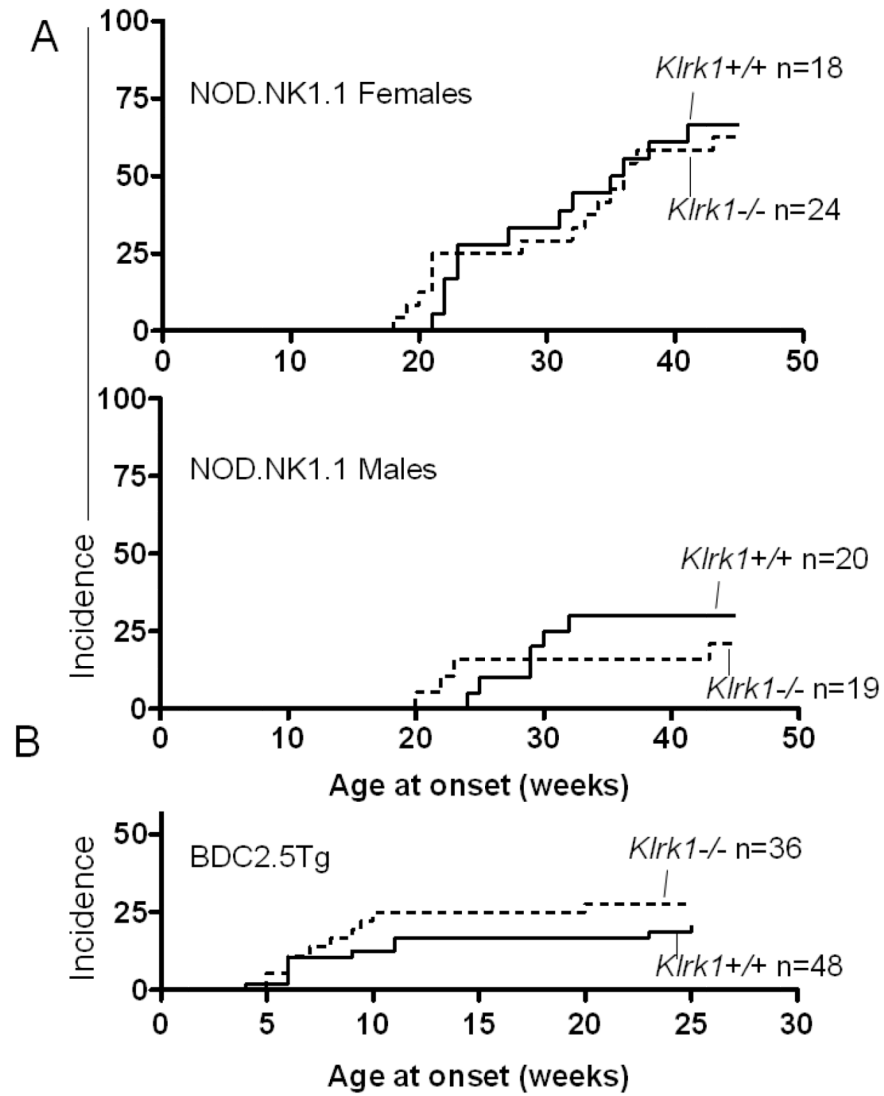 A
100
75
50
25
0
NOD.NK1.1 Females
Klrk1+/+ n=18
Klrk1-/- n=24
0 10 20 30 40 50
100
75
50
25
0
NOD.NK1.1 Males
Klrk1+/+ n=20
Klrk1-/- n=19
Incidence
0 10 20 30 40 50
Age at onset (weeks)
B
50
25
0
BDC2.5Tg
Klrk1-/- n=36
Klrk1+/+ n=48
Incidence
0 5 10 15 20 25 30
Age at onset (weeks)